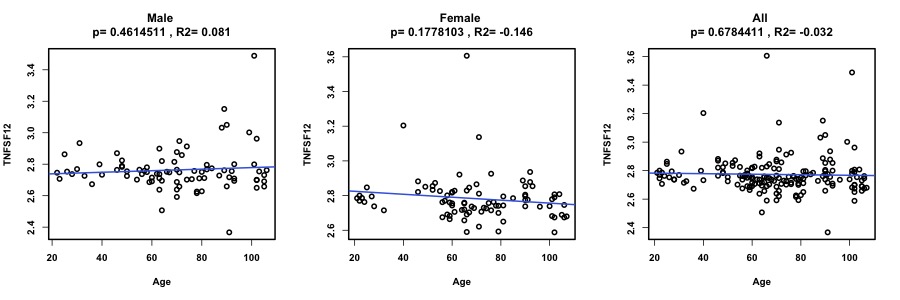 Male
p= 0.4614511 , R2= 0.081
TNFSF12
3.4
3.2
3.0
2.8
2.6
2.4
20 40 60 80 100
Age
Female
p= 0.1778103 , R2= -0.146
TNFSF12
3.6
3.4
3.2
3.0
2.8
2.6
20 40 60 80 100
Age
All
p= 0.6784411 , R2= -0.032
TNFSF12
3.6
3.4
3.2
3.0
2.8
2.6
2.4
20 40 60 80 100
Age